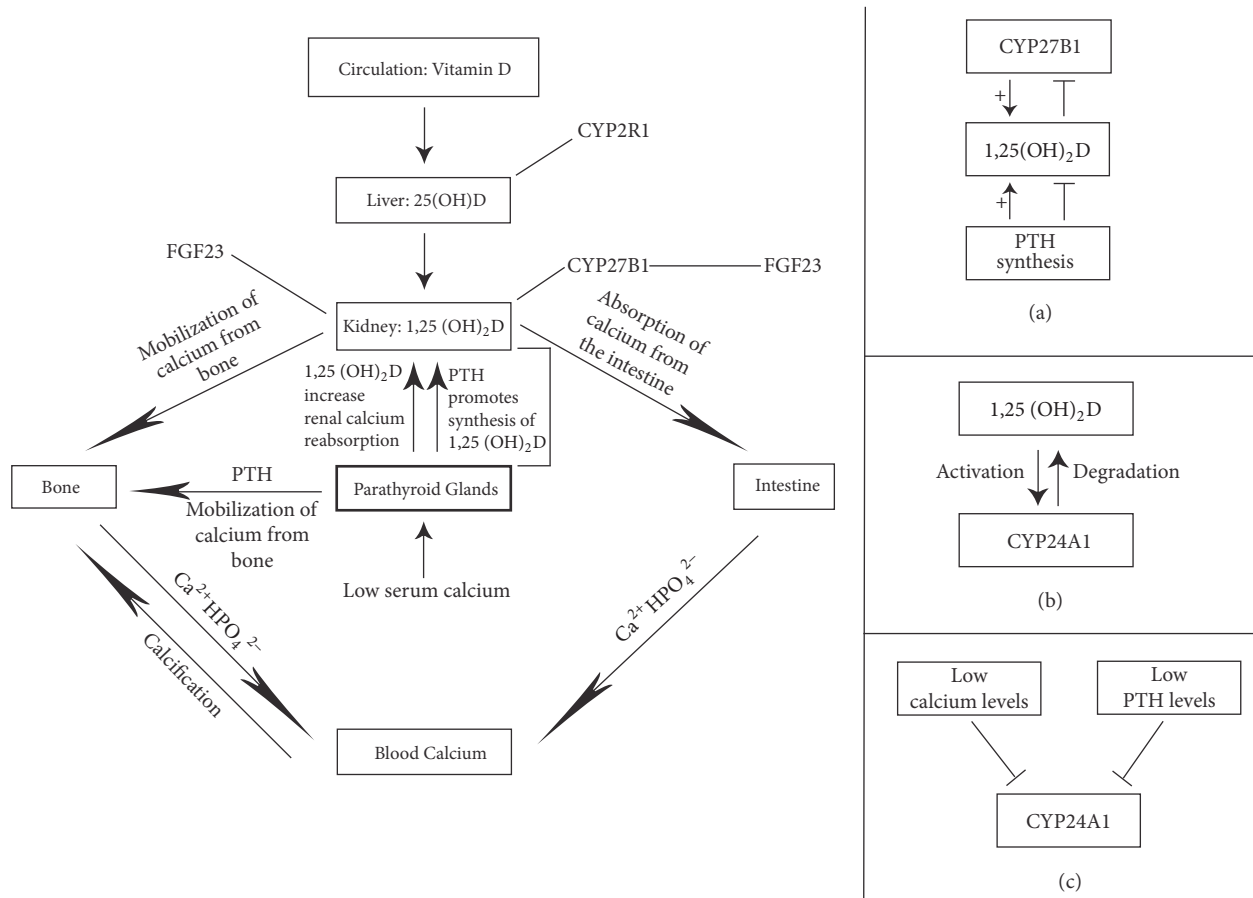 Circulation: Vitamin D
CYP2R1
Liver: 25(OH)D
FGF23
CYP27B1
FGF23
Kidney: 1,25 (OH)₂D
Mobilization of
calcium from
bone
Absorption of
calcium from
the intestine
1,25 (OH)₂D
increase
renal calcium
reabsorption
PTH
promotes
synthesis of
1,25 (OH)₂D
Bone
PTH
Mobilization of
calcium from
bone
Parathyroid Glands
Intestine
Low serum calcium
Ca²⁺HPO₄²⁻
Calcification
Ca²⁺HPO₄²⁻
Blood Calcium
CYP27B1
+
1,25(OH)₂D
+
PTH
synthesis
(a)
1,25 (OH)₂D
Activation
Degradation
CYP24A1
(b)
Low
calcium levels
Low
PTH levels
CYP24A1
(c)